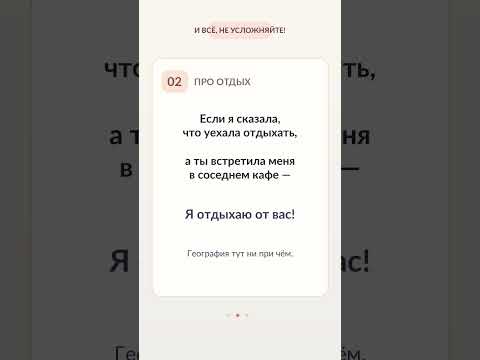 И ВСЁ, НЕ УСЛОЖНЯЙТЕ!
02 ПРО ОТДЫХ
Если я сказала,
что уехала отдыхать,
а ты встретила меня
в соседнем кафе —
Я отдыхаю от вас!
География тут ни при чём.